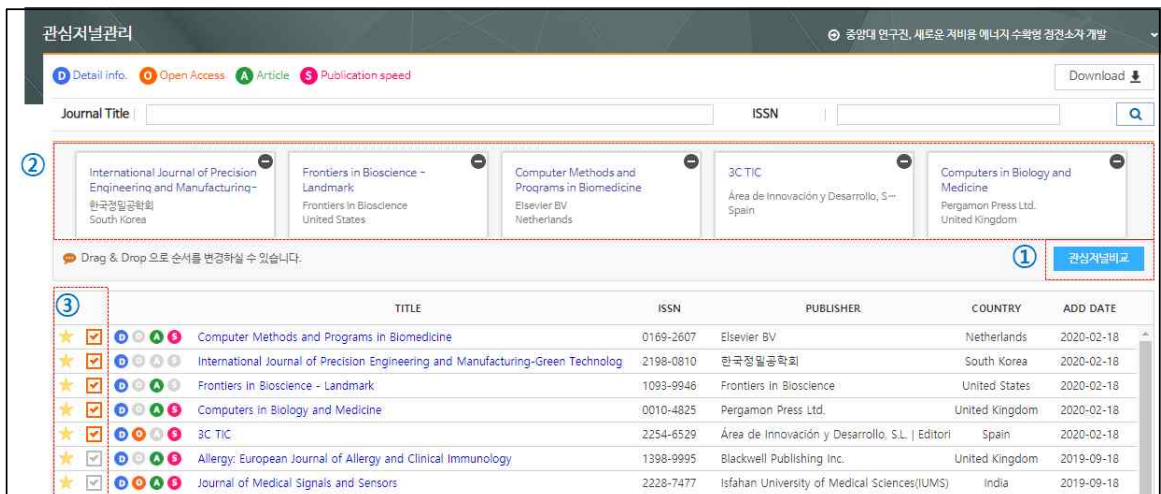 관심저널관리
중앙대 연구진, 새로운 저비용 에너지 수확형 정전소자 개발
D Detail info. O Open Access A Article S Publication speed
Download
Journal Title
ISSN
②
International Journal of Precision
Engineering and Manufacturing-
한국정밀공학회
South Korea
Frontiers in Bioscience -
Landmark
Frontiers in Bioscience
United States
Computer Methods and
Programs in Biomedicine
Elsevier BV
Netherlands
3C TIC
Área de Innovación y Desarrollo, S…
Spain
Computers in Biology and
Medicine
Pergamon Press Ltd.
United Kingdom
Drag & Drop 으로 순서를 변경하실 수 있습니다.
① 관심저널비교
③ TITLE ISSN PUBLISHER COUNTRY ADD DATE
D O A S Computer Methods and Programs in Biomedicine 0169-2607 Elsevier BV Netherlands 2020-02-18
D O A S International Journal of Precision Engineering and Manufacturing-Green Technolog 2198-0810 한국정밀공학회 South Korea 2020-02-18
D O A S Frontiers in Bioscience - Landmark 1093-9946 Frontiers in Bioscience United States 2020-02-18
D O A S Computers in Biology and Medicine 0010-4825 Pergamon Press Ltd. United Kingdom 2020-02-18
D O A S 3C TIC 2254-6529 Área de Innovación y Desarrollo, S.L. | Editori Spain 2020-02-18
D O A S Allergy: European Journal of Allergy and Clinical Immunology 1398-9995 Blackwell Publishing Inc. United Kingdom 2019-09-18
D O A S Journal of Medical Signals and Sensors 2228-7477 Isfahan University of Medical Sciences(IUMS) India 2019-09-18